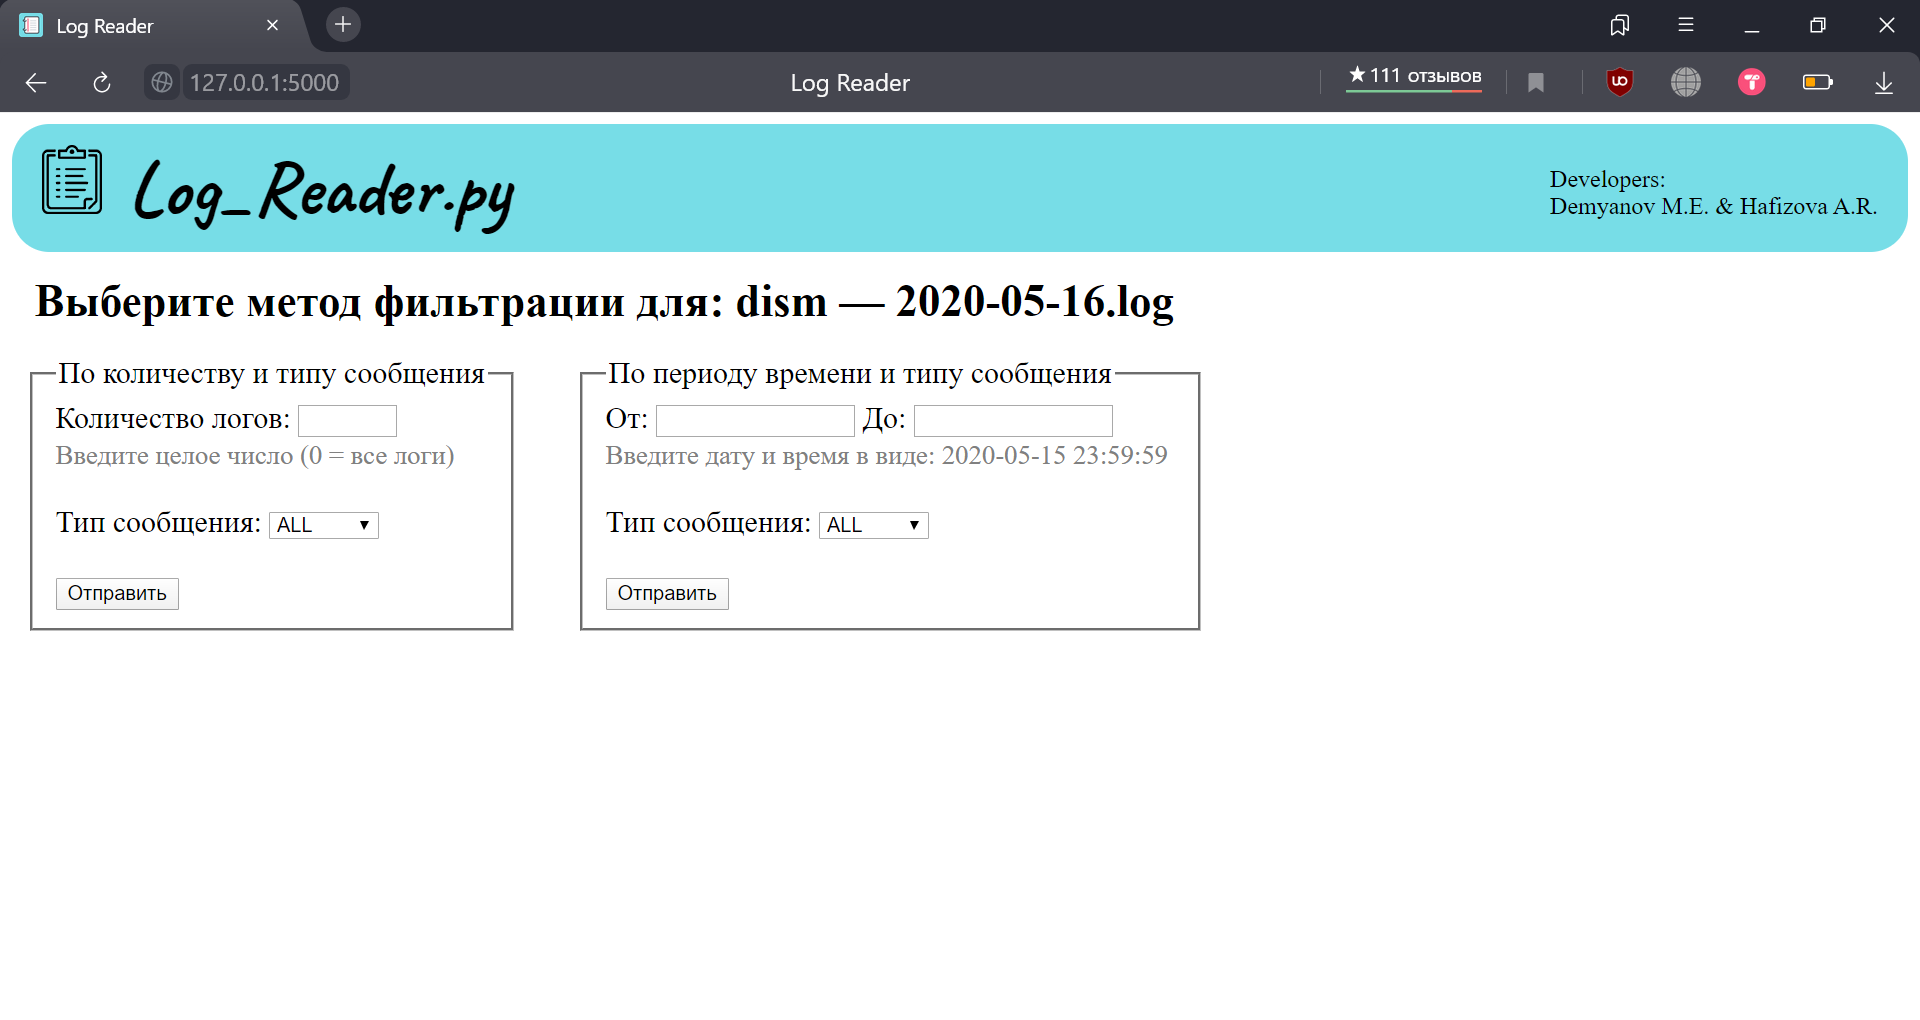 Log Reader
127.0.0.1:5000
Log Reader
★ 111 отзывов
Log_Reader.py
Developers:
Demyanov M.E. & Hafizova A.R.
Выберите метод фильтрации для: dism — 2020-05-16.log
По количеству и типу сообщения
Количество логов:
Введите целое число (0 = все логи)
Тип сообщения: ALL
Отправить
По периоду времени и типу сообщения
От: До:
Введите дату и время в виде: 2020-05-15 23:59:59
Тип сообщения: ALL
Отправить